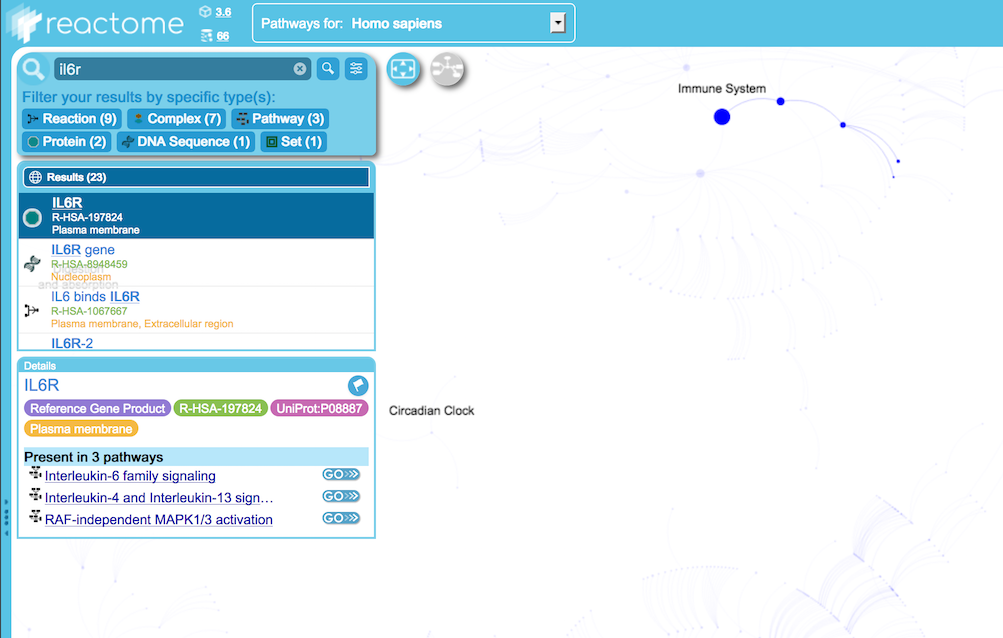 reactome
3.6
66
Pathways for: Homo sapiens
il6r
Filter your results by specific type(s):
Reaction (9) Complex (7) Pathway (3)
Protein (2) DNA Sequence (1) Set (1)
Results (23)
IL6R
R-HSA-197824
Plasma membrane
IL6R gene
R-HSA-8948459
Digestion
Nucleoplasm
and absorption
IL6 binds IL6R
R-HSA-1067667
Plasma membrane, Extracellular region
IL6R-2
Details
IL6R
Reference Gene Product R-HSA-197824 UniProt:P08887
Plasma membrane
Present in 3 pathways
Interleukin-6 family signaling GO
Interleukin-4 and Interleukin-13 sign… GO
RAF-independent MAPK1/3 activation GO
Immune System
Circadian Clock